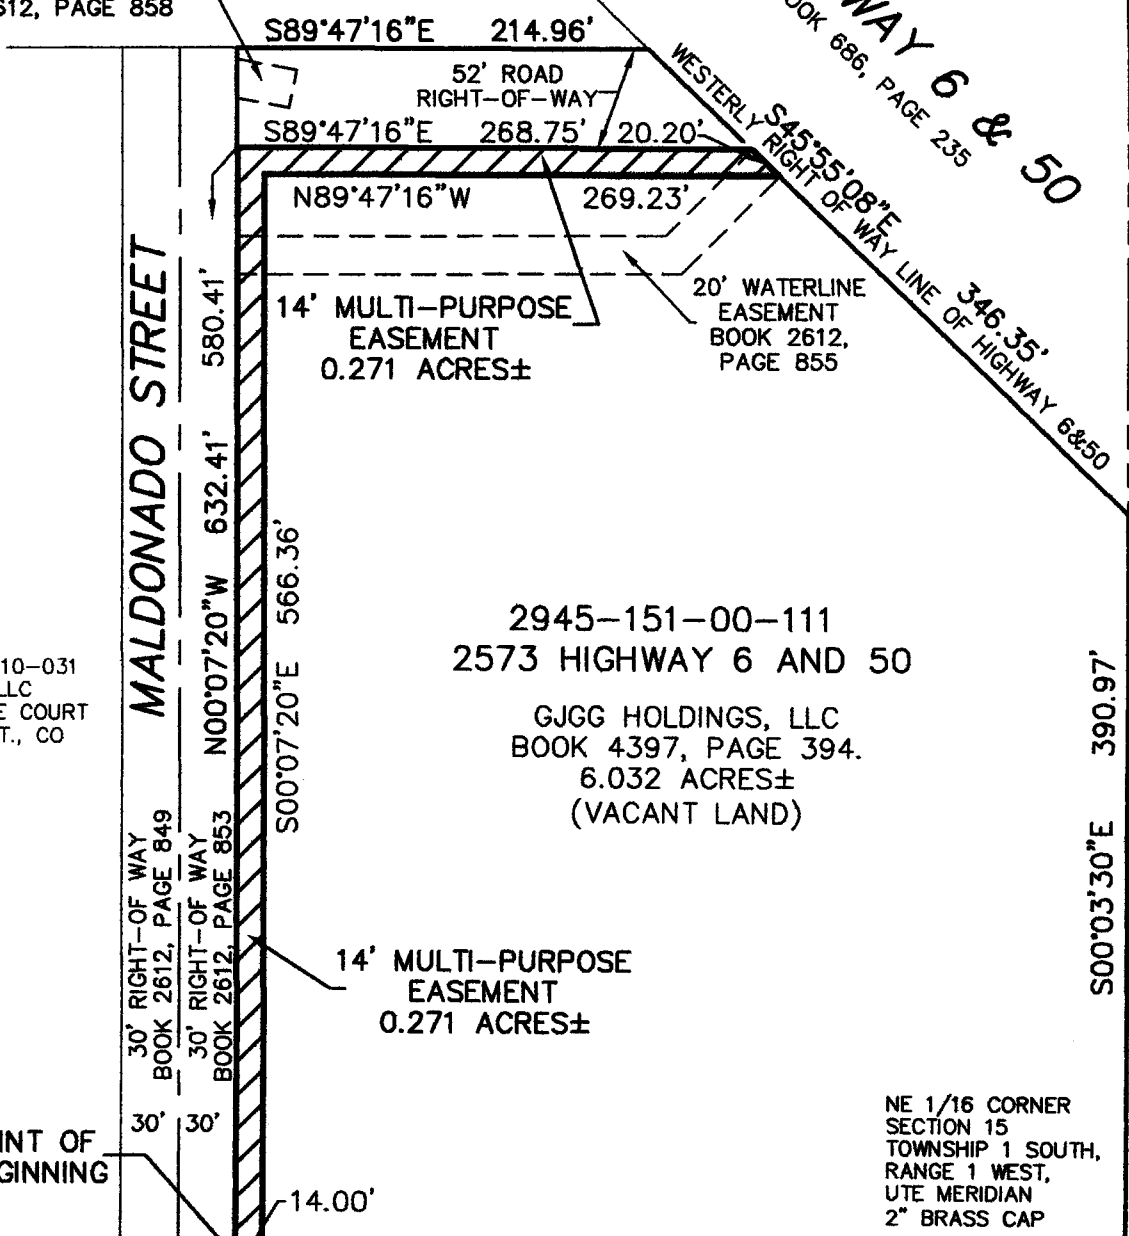 PAGE 858
WAY 6 & 50
BOOK 686, PAGE 235
S89°47'16"E 214.96'
52' ROAD
RIGHT-OF-WAY
S89°47'16"E 268.75' 20.20'
WESTERLY RIGHT OF WAY LINE OF HIGHWAY 6&50
S45°55'08"E 346.35'
N89°47'16"W 269.23'
20' WATERLINE
EASEMENT
BOOK 2612,
PAGE 855
14' MULTI-PURPOSE
EASEMENT
0.271 ACRES±
MALDONADO STREET
580.41'
N00°07'20"W 632.41'
S00°07'20"E 566.36'
2945-151-00-111
2573 HIGHWAY 6 AND 50
GJGG HOLDINGS, LLC
BOOK 4397, PAGE 394.
6.032 ACRES±
(VACANT LAND)
S00°03'30"E 390.97'
10-031
LLC
E COURT
T., CO
30' RIGHT-OF WAY
BOOK 2612, PAGE 849
30' RIGHT-OF WAY
BOOK 2612, PAGE 853
14' MULTI-PURPOSE
EASEMENT
0.271 ACRES±
30' 30'
INT OF
GINNING
14.00'
NE 1/16 CORNER
SECTION 15
TOWNSHIP 1 SOUTH,
RANGE 1 WEST,
UTE MERIDIAN
2" BRASS CAP